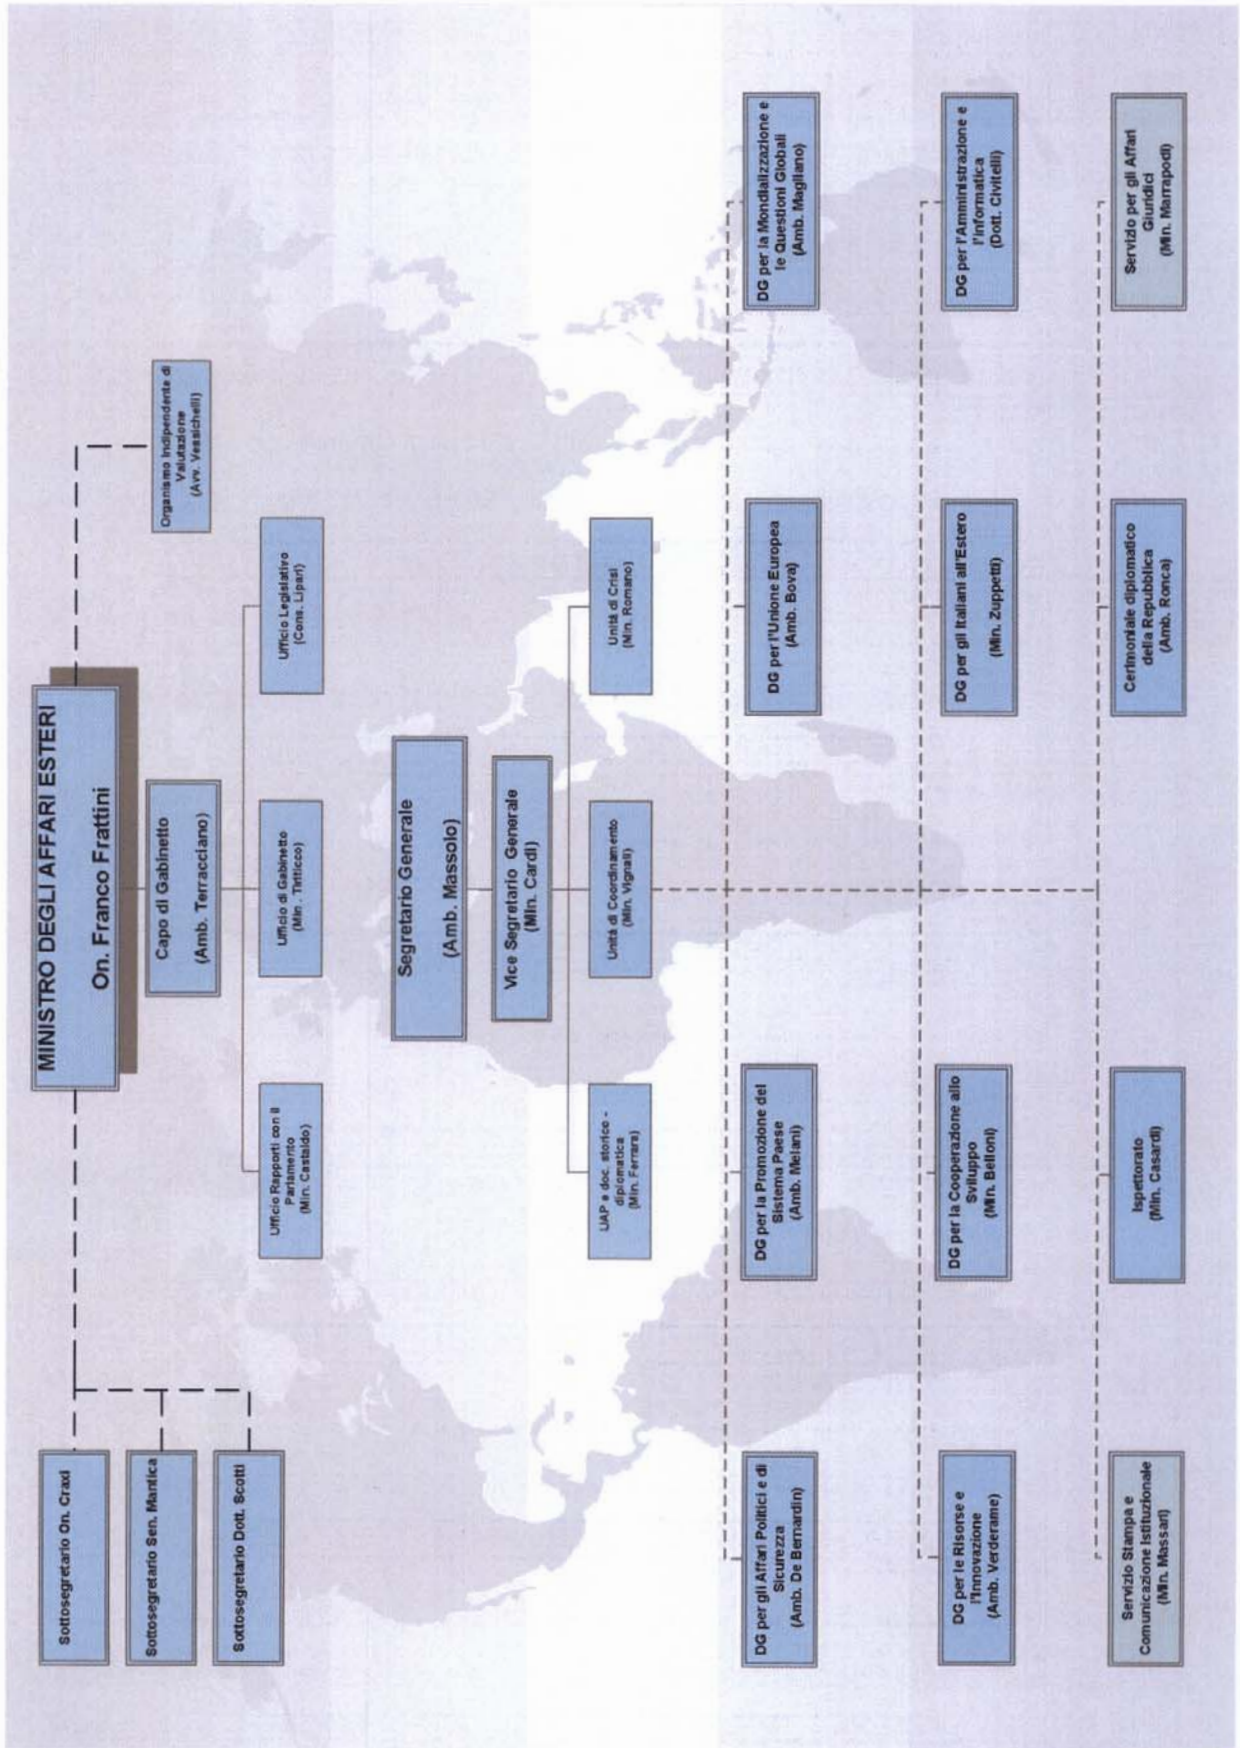 MINISTRO DEGLI AFFARI ESTERI
On. Franco Frattini
Sottosegretario On. Craxi
Sottosegretario Sen. Mantica
Sottosegretario Dott. Scotti
Organismo Indipendente di
Valutazione
(Avv. Vessichelli)
Capo di Gabinetto
(Amb. Terracciano)
Ufficio Rapporti con il
Parlamento
(Min. Castaldo)
Ufficio di Gabinetto
(Min . Tinticco)
Ufficio Legislativo
(Cons. Lipari)
Segretario Generale
(Amb. Massolo)
Vice Segretario Generale
(Min. Cardi)
UAP e doc. storico -
diplomatica
(Min. Ferrara)
Unità di Coordinamento
(Min. Vignali)
Unità di Crisi
(Min. Romano)
DG per gli Affari Politici e di
Sicurezza
(Amb. De Bernardin)
DG per la Promozione del
Sistema Paese
(Amb. Melani)
DG per l'Unione Europea
(Amb. Bova)
DG per la Mondializzazione e
le Questioni Globali
(Amb. Magliano)
DG per le Risorse e
l'Innovazione
(Amb. Verderame)
DG per la Cooperazione allo
Sviluppo
(Min. Belloni)
DG per gli Italiani all'Estero
(Min. Zuppetti)
DG per l'Amministrazione e
l'Informatica
(Dott. Civitelli)
Servizio Stampa e
Comunicazione Istituzionale
(Min. Massari)
Ispettorato
(Min. Casardi)
Cerimoniale diplomatico
della Repubblica
(Amb. Ronca)
Servizio per gli Affari
Giuridici
(Min. Marrapodi)